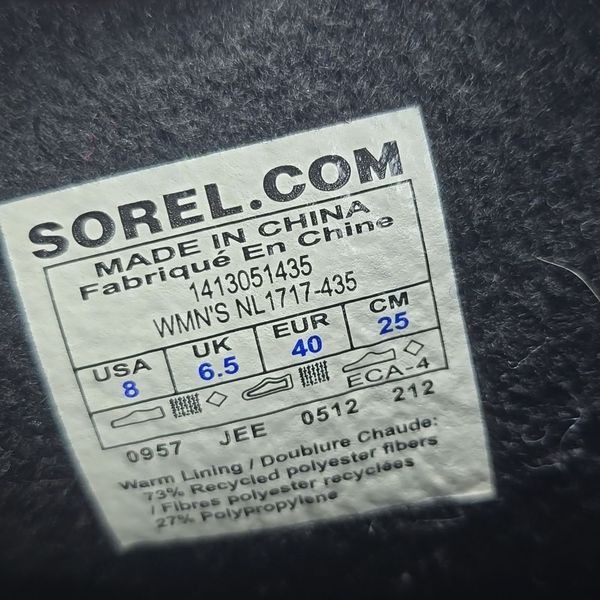 SOREL.COM
MADE IN CHINA
Fabriqué En Chine
1413051435
WMN'S NL1717-435
USA UK EUR CM
8 6.5 40 25
ECA-4
0957 JEE 0512 212
Warm Lining / Doublure Chaude:
73% Recycled polyester fibers
/ Fibres polyester recyclées
27% Polypropylene